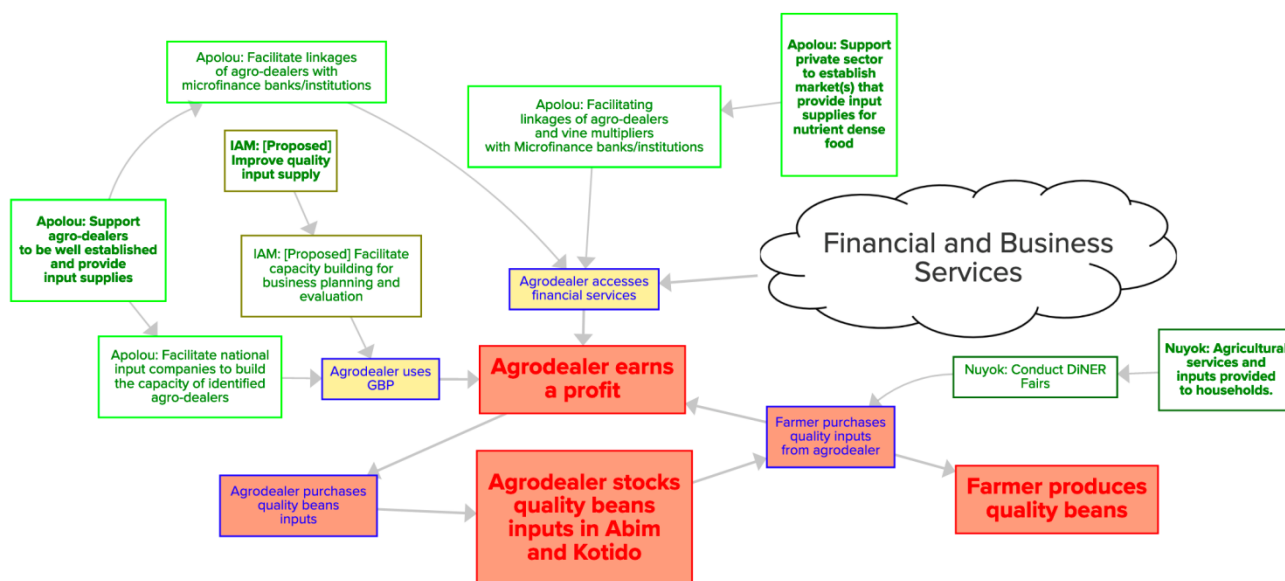 Apolou: Facilitate linkages
of agro-dealers with
microfinance banks/institutions
Apolou: Support
private sector
to establish
market(s) that
provide input
supplies for
nutrient dense
food
Apolou: Facilitating
linkages of agro-dealers
and vine multipliers
with Microfinance banks/institutions
IAM: [Proposed]
Improve quality
input supply
Apolou: Support
agro-dealers
to be well established
and provide
input supplies
IAM: [Proposed] Facilitate
capacity building for
business planning and
evaluation
Financial and Business
Services
Agrodealer accesses
financial services
Apolou: Facilitate national
input companies to build
the capacity of identified
agro-dealers
Agrodealer uses
GBP
Agrodealer earns
a profit
Nuyok: Conduct DiNER
Fairs
Nuyok: Agricultural
services and
inputs provided
to households.
Farmer purchases
quality inputs
from agrodealer
Agrodealer purchases
quality beans
inputs
Agrodealer stocks
quality beans
inputs in Abim
and Kotido
Farmer produces
quality beans